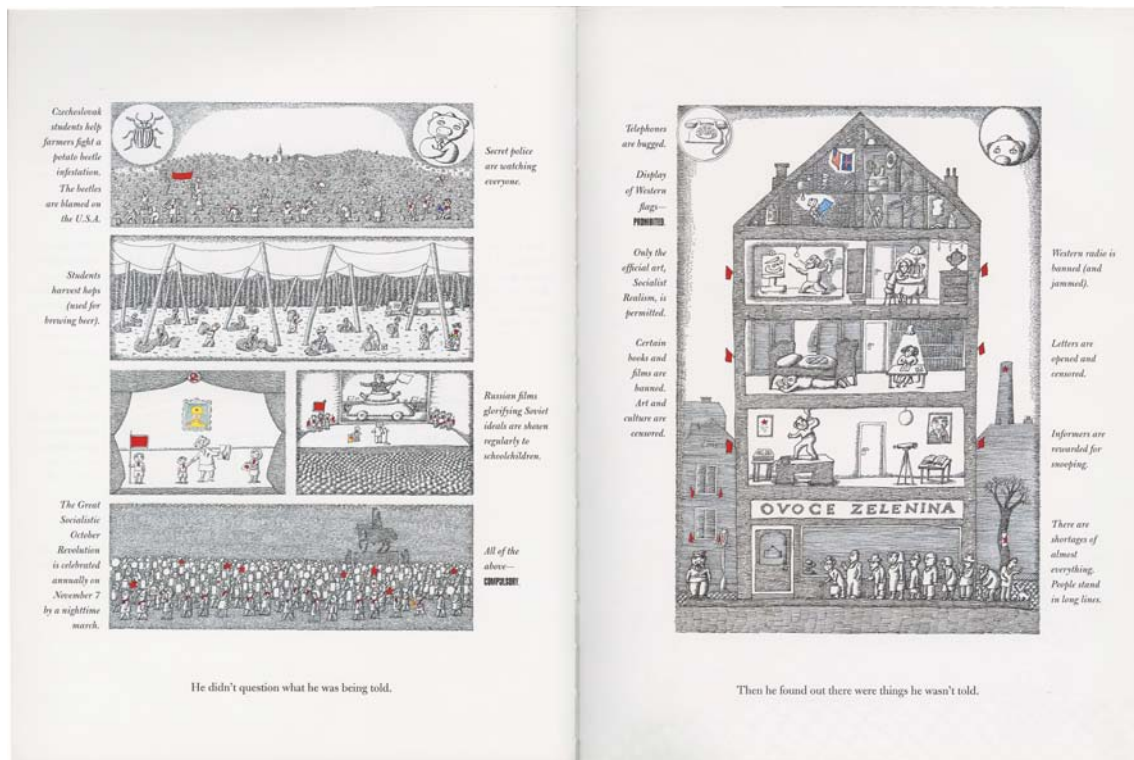 Czechoslovak
students help
farmers fight a
potato beetle
infestation.
The beetles
are blamed on
the U.S.A.
Secret police
are watching
everyone.
Students
harvest hops
(used for
brewing beer).
Russian films
glorifying Soviet
ideals are shown
regularly to
schoolchildren.
The Great
Socialistic
October
Revolution
is celebrated
annually on
November 7
by a nighttime
march.
All of the
above—
COMPULSORY.
He didn't question what he was being told.
Telephones
are bugged.
Display
of Western
flags—
PROHIBITED.
Only the
official art,
Socialist
Realism, is
permitted.
Certain
books and
films are
banned.
Art and
culture are
censored.
Western radio is
banned (and
jammed).
Letters are
opened and
censored.
Informers are
rewarded for
snooping.
There are
shortages of
almost
everything.
People stand
in long lines.
OVOCE ZELENINA
Then he found out there were things he wasn't told.